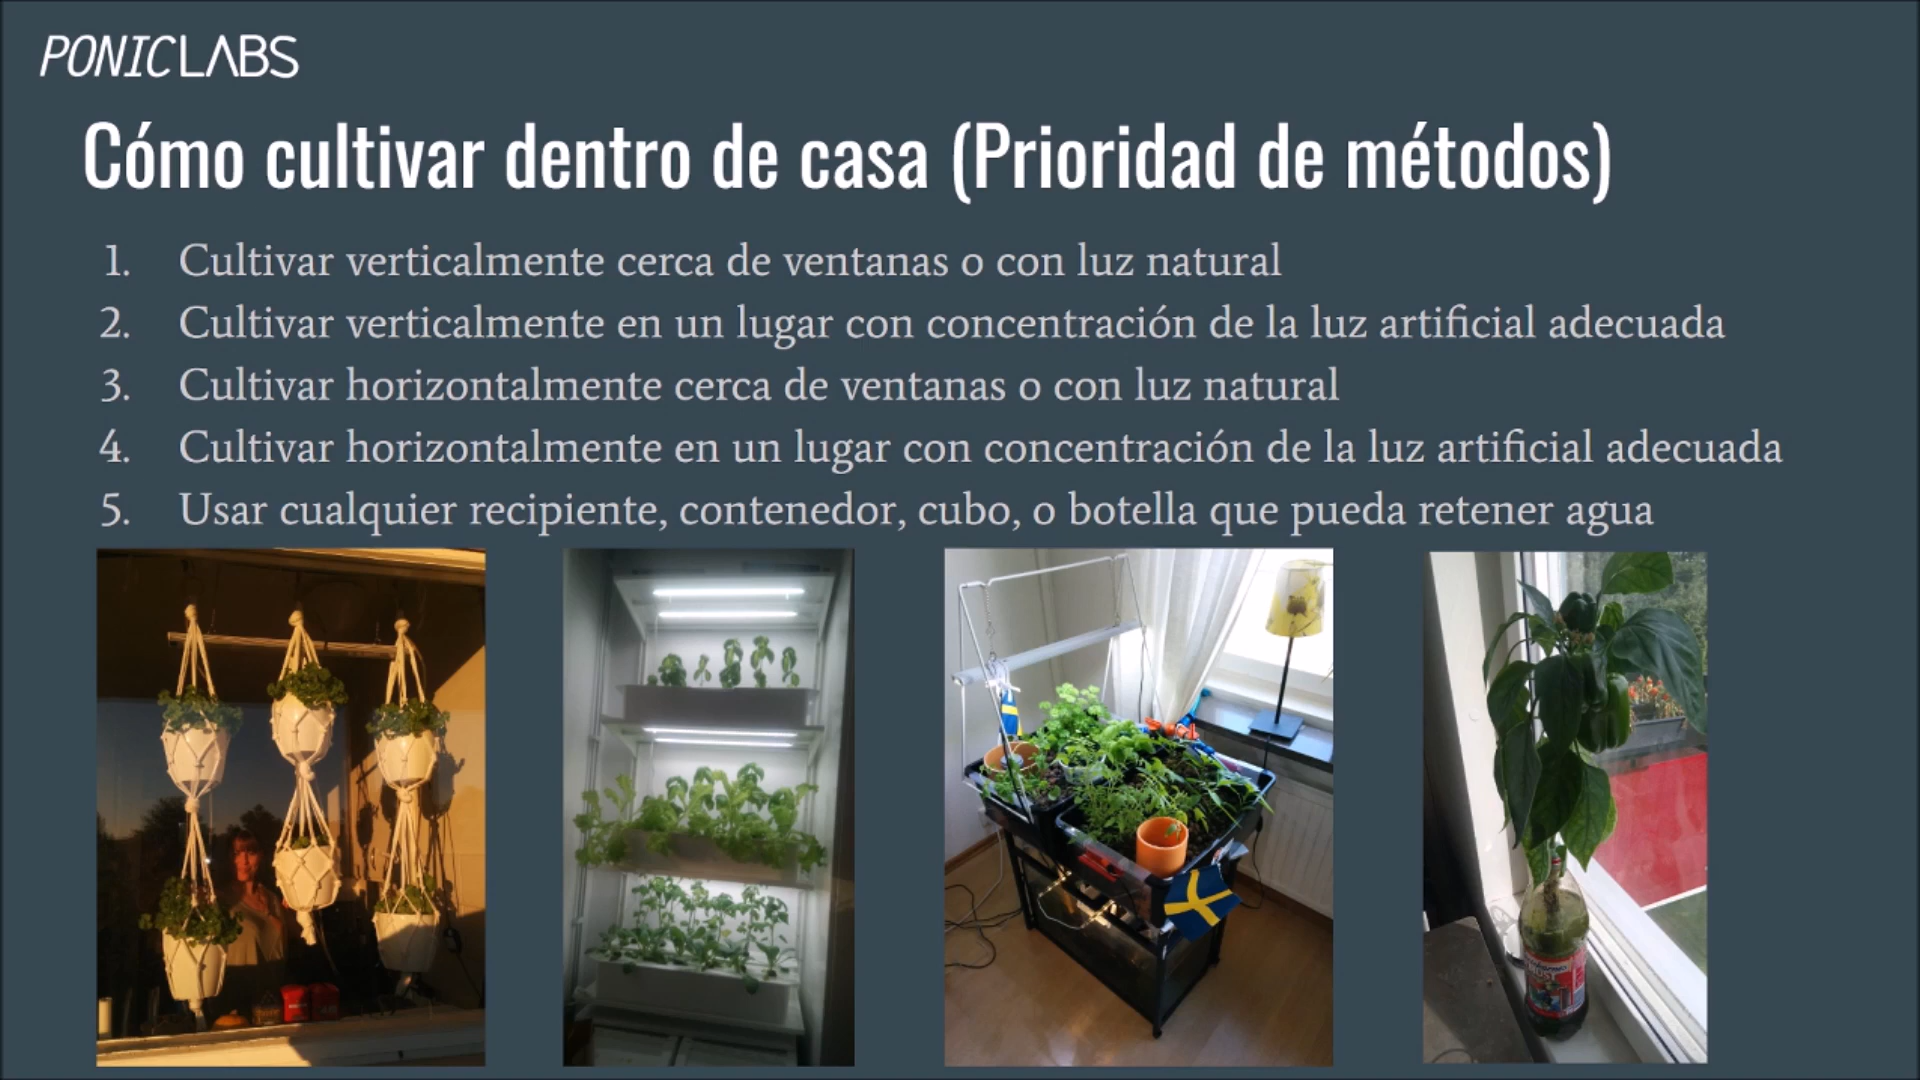 PONICLABS
Cómo cultivar dentro de casa (Prioridad de métodos)
1. Cultivar verticalmente cerca de ventanas o con luz natural
2. Cultivar verticalmente en un lugar con concentración de la luz artificial adecuada
3. Cultivar horizontalmente cerca de ventanas o con luz natural
4. Cultivar horizontalmente en un lugar con concentración de la luz artificial adecuada
5. Usar cualquier recipiente, contenedor, cubo, o botella que pueda retener agua